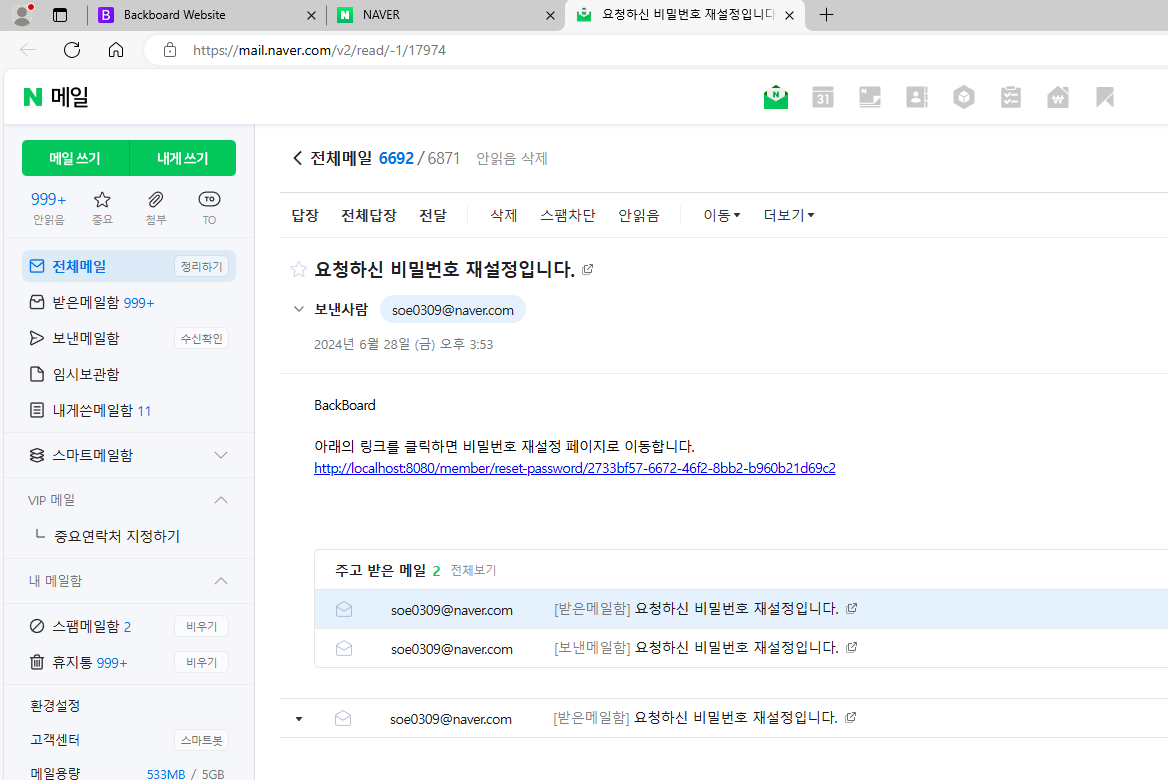 B Backboard Website
N NAVER
요청하신 비밀번호 재설정입니다
https://mail.naver.com/v2/read/-1/17974
N 메일
31
메일 쓰기
내게 쓰기
999+
안읽음
중요
첨부
TO
TO
전체메일
정리하기
받은메일함 999+
보낸메일함
수신확인
임시보관함
내게쓴메일함 11
스마트메일함
VIP 메일
중요연락처 지정하기
내 메일함
스팸메일함 2
비우기
휴지통 999+
비우기
환경설정
고객센터
스마트봇
메일용량
533MB / 5GB
전체메일 6692 / 6871 안읽음 삭제
답장 전체답장 전달 삭제 스팸차단 안읽음 이동 더보기
요청하신 비밀번호 재설정입니다.
보낸사람 soe0309@naver.com
2024년 6월 28일 (금) 오후 3:53
BackBoard
아래의 링크를 클릭하면 비밀번호 재설정 페이지로 이동합니다.
http://localhost:8080/member/reset-password/2733bf57-6672-46f2-8bb2-b960b21d69c2
주고 받은 메일 2 전체보기
soe0309@naver.com [받은메일함] 요청하신 비밀번호 재설정입니다.
soe0309@naver.com [보낸메일함] 요청하신 비밀번호 재설정입니다.
soe0309@naver.com [받은메일함] 요청하신 비밀번호 재설정입니다.